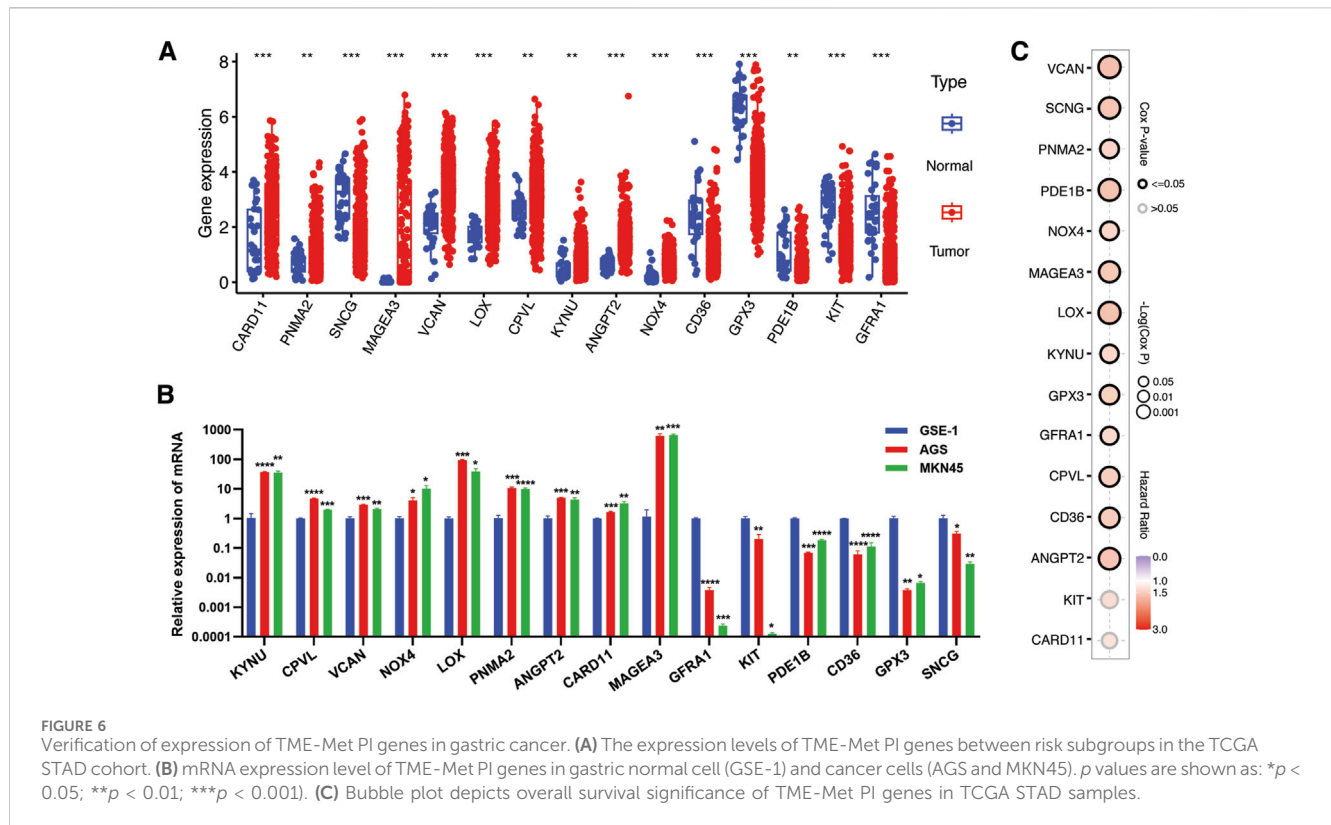 A
*** ** *** *** *** *** ** ** *** *** *** *** ** *** ***
Gene expression
8
6
4
2
0
CARD11 PNMA2 SNCG MAGEA3 VCAN LOX CPVL KYNU ANGPT2 NOX4 CD36 GPX3 PDE1B KIT GFRA1
Type
Normal
Tumor
B
Relative expression of mRNA
1000
100
10
1
0.1
0.01
0.001
0.0001
**** ** **** *** *** ** * * *** * *** **** *** ** *** ** ** *** **** *** ** * *** **** **** **** ** * * **
GSE-1
AGS
MKN45
KYNU CPVL VCAN NOX4 LOX PNMA2 ANGPT2 CARD11 MAGEA3 GFRA1 KIT PDE1B CD36 GPX3 SNCG
C
VCAN
SCNG
PNMA2
PDE1B
NOX4
MAGEA3
LOX
KYNU
GPX3
GFRA1
CPVL
CD36
ANGPT2
KIT
CARD11
Cox P-value
<=0.05
>0.05
-Log(Cox P)
0.05
0.01
0.001
Hazard Ratio
0.0
1.0
1.5
3.0
FIGURE 6
Verification of expression of TME-Met PI genes in gastric cancer. (A) The expression levels of TME-Met PI genes between risk subgroups in the TCGA
STAD cohort. (B) mRNA expression level of TME-Met PI genes in gastric normal cell (GSE-1) and cancer cells (AGS and MKN45). p values are shown as: *p <
0.05; **p < 0.01; ***p < 0.001). (C) Bubble plot depicts overall survival significance of TME-Met PI genes in TCGA STAD samples.